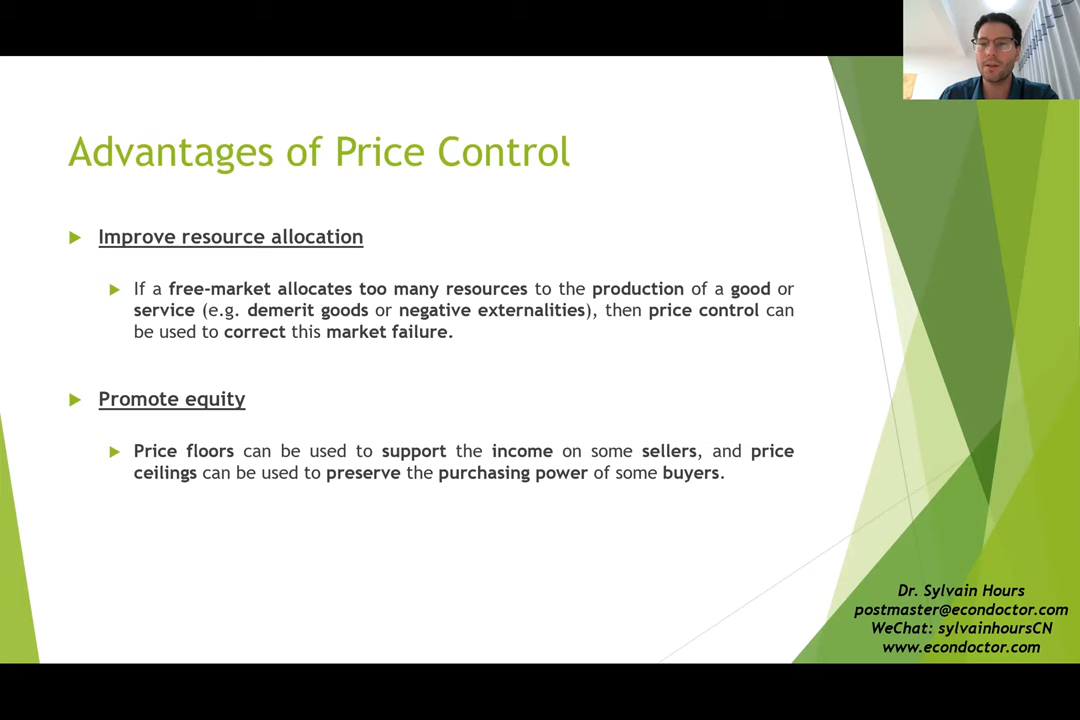 Advantages of Price Control
Improve resource allocation
If a free-market allocates too many resources to the production of a good or
service (e.g. demerit goods or negative externalities), then price control can
be used to correct this market failure.
Promote equity
Price floors can be used to support the income on some sellers, and price
ceilings can be used to preserve the purchasing power of some buyers.
Dr. Sylvain Hours
postmaster@econdoctor.com
WeChat: sylvainhoursCN
www.econdoctor.com